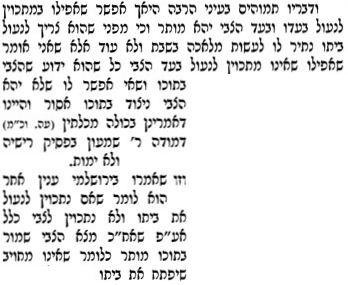 ודבריו תמוהים בעיני הרבה היאך אפשר שאפילו במתכוין
לנעול בעדו ובעד הצבי יהא מותר וכי מפני שהוא צריך לנעול
ביתו נתיר לו לעשות מלאכה בשבת ולא עוד אלא שאני אומר
שאפילו שאינו מתכוין לנעול בעד הצבי כל שהוא ידוע שהצבי
בתוכו ושאי אפשר לו שלא יהא
הצבי ניצוד בתוכו אסור והיינו
דאמרינן בכולה מכלתין (עה. וכ"מ)
דמודה ר' שמעון בפסיק רישיה
ולא ימות.
וזו שאמרו בירושלמי ענין אחר
הוא לומר שאם נתכוין לנעול
את ביתו ולא נתכוין לצבי כלל
אע"פ שאח"כ מצא הצבי שמור
בתוכו מותר כלומר שאינו מחויב
שיפתח את ביתו